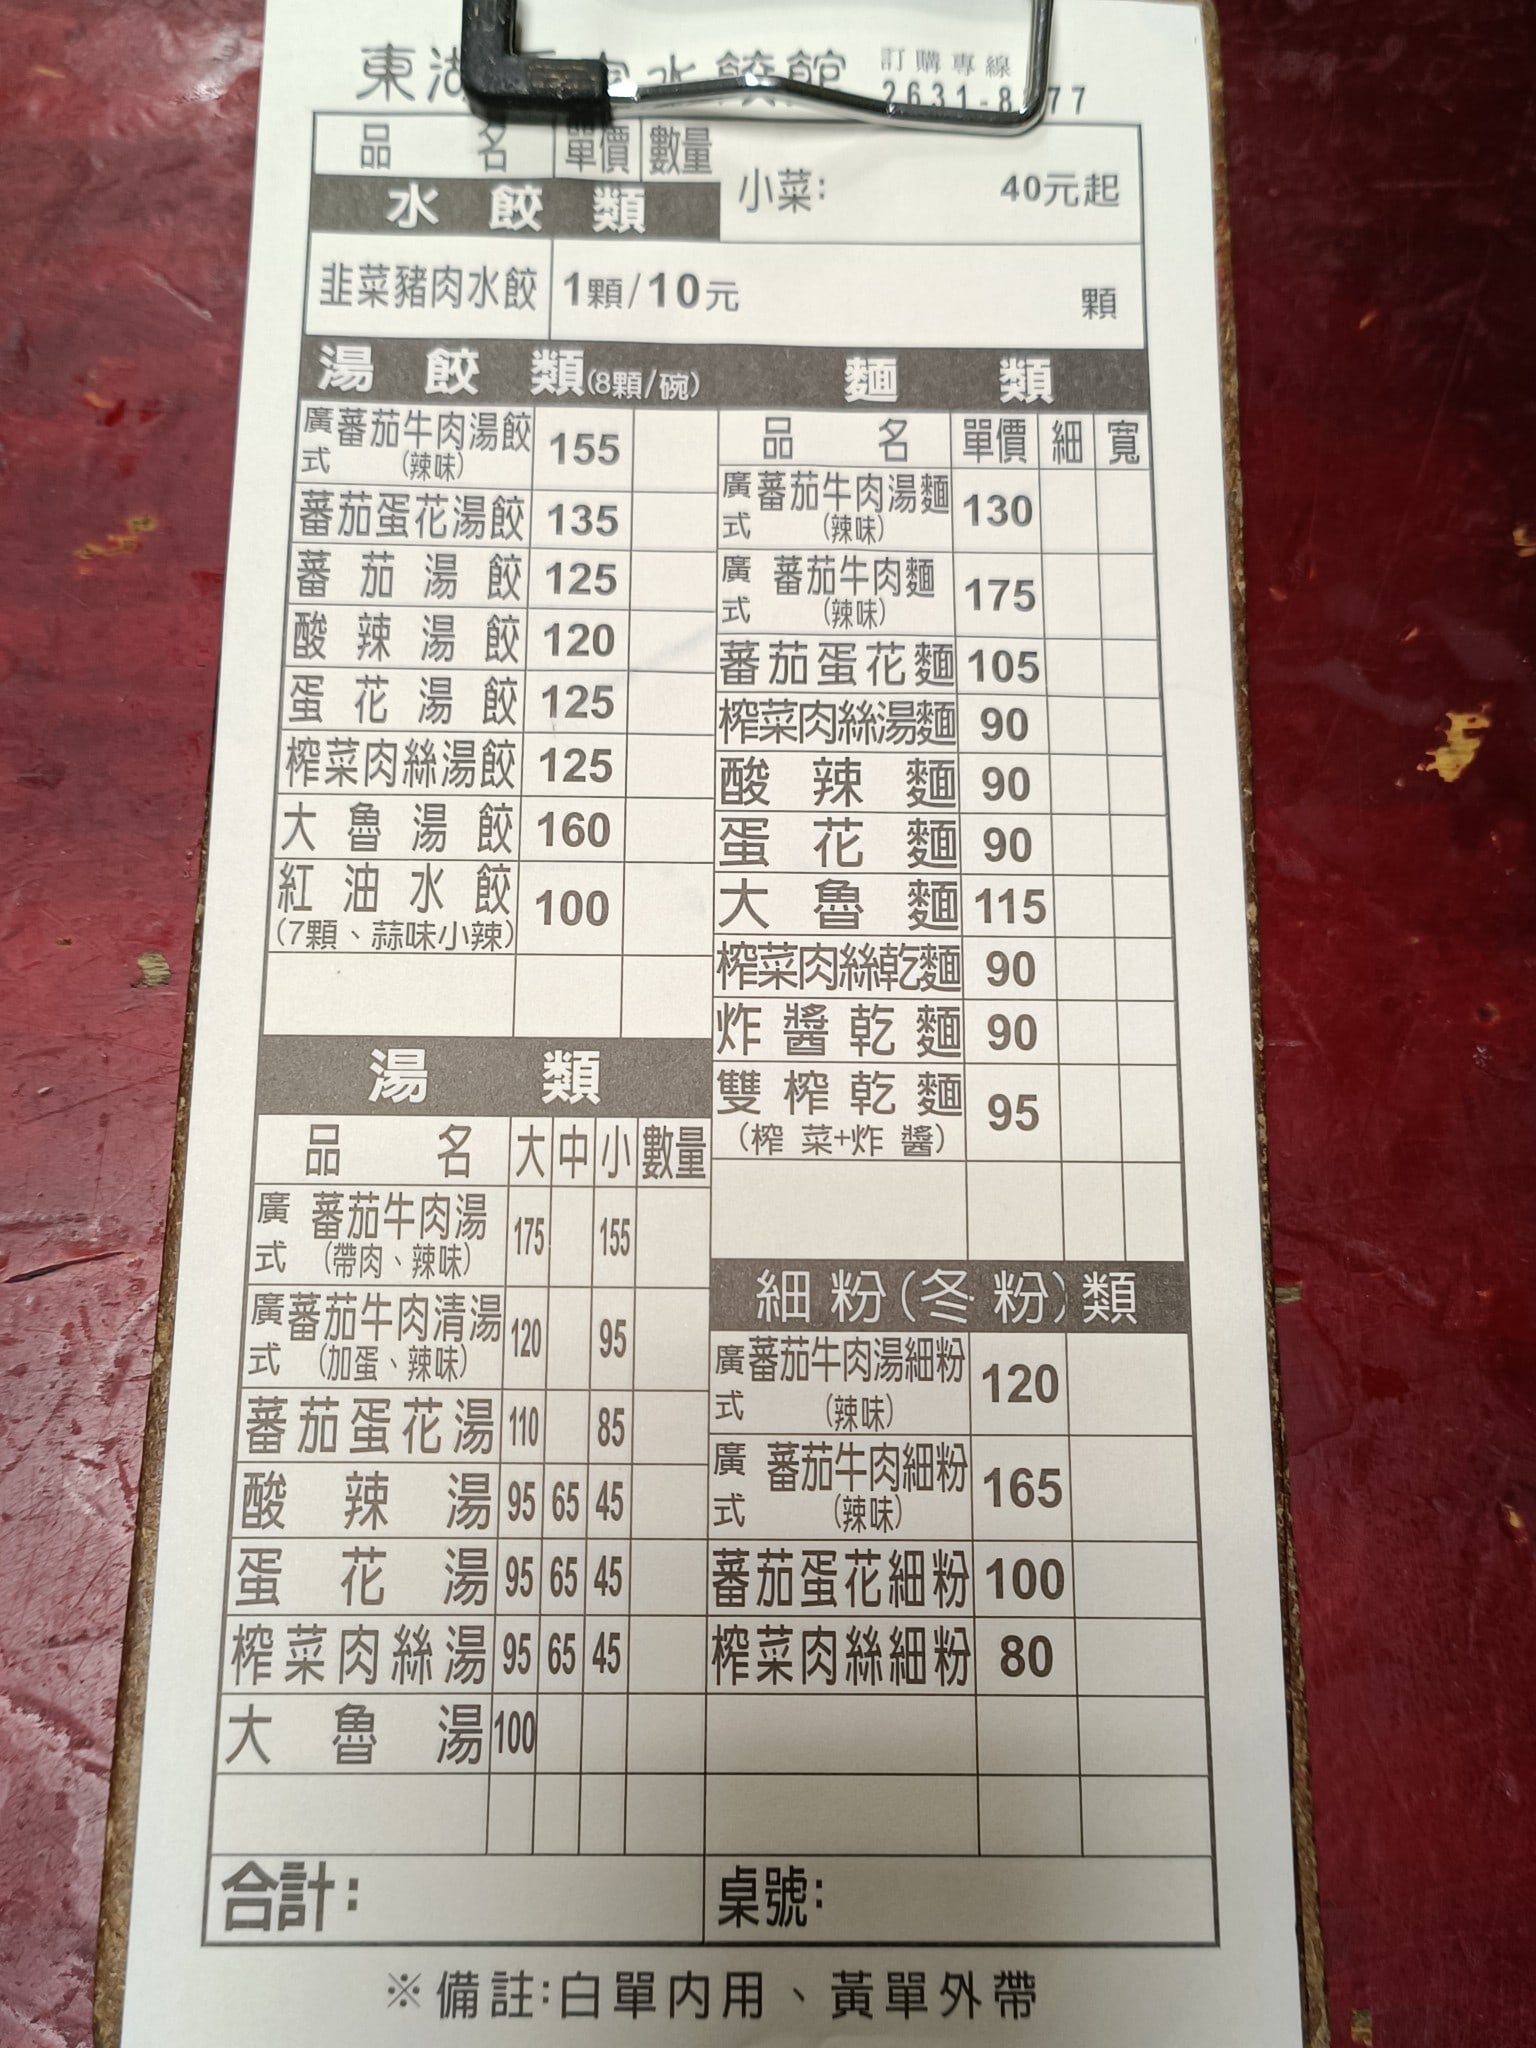 東湖 水餃館
訂購專線
2631-8 77
品名 單價 數量
小菜: 40元起
水餃類
韭菜豬肉水餃 1顆/10元 顆
湯餃類(8顆/碗)
廣式蕃茄牛肉湯餃(辣味) 155
蕃茄蛋花湯餃 135
蕃茄湯餃 125
酸辣湯餃 120
蛋花湯餃 125
榨菜肉絲湯餃 125
大魯湯餃 160
紅油水餃 100
(7顆、蒜味小辣)
湯類
品名 大 中 小 數量
廣式蕃茄牛肉湯(帶肉、辣味) 175 155
廣式蕃茄牛肉清湯(加蛋、辣味) 120 95
蕃茄蛋花湯 110 85
酸辣湯 95 65 45
蛋花湯 95 65 45
榨菜肉絲湯 95 65 45
大魯湯 100
麵類
品名 單價 細 寬
廣式蕃茄牛肉湯麵(辣味) 130
廣式蕃茄牛肉麵(辣味) 175
蕃茄蛋花麵 105
榨菜肉絲湯麵 90
酸辣麵 90
蛋花麵 90
大魯麵 115
榨菜肉絲乾麵 90
炸醬乾麵 90
雙榨乾麵 95
(榨菜+炸醬)
細粉(冬粉)類
廣式蕃茄牛肉湯細粉(辣味) 120
廣式蕃茄牛肉細粉(辣味) 165
蕃茄蛋花細粉 100
榨菜肉絲細粉 80
合計:
桌號:
※備註:白單內用、黃單外帶